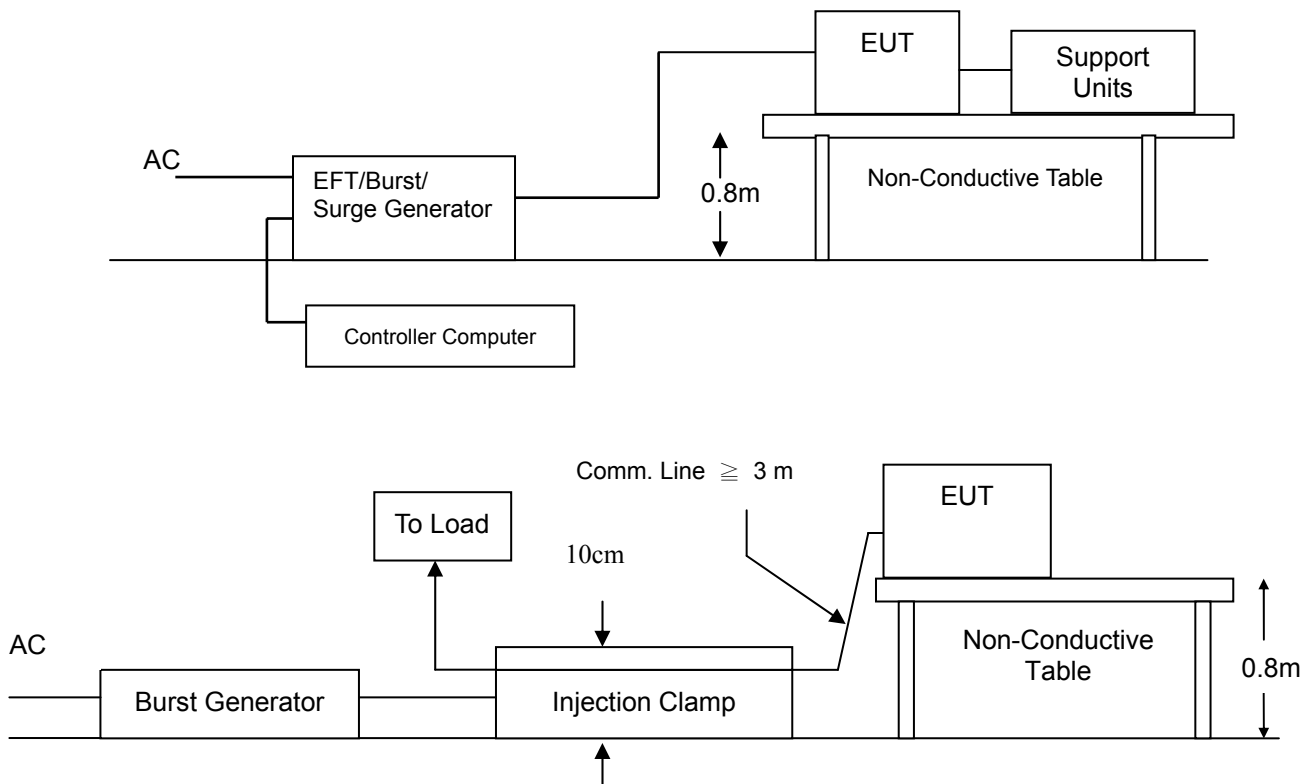 EUT
Support
Units
AC
EFT/Burst/
Surge Generator
0.8m
Non-Conductive Table
Controller Computer
Comm. Line ≧ 3 m
EUT
To Load
10cm
AC
Non-Conductive
Table
0.8m
Burst Generator
Injection Clamp